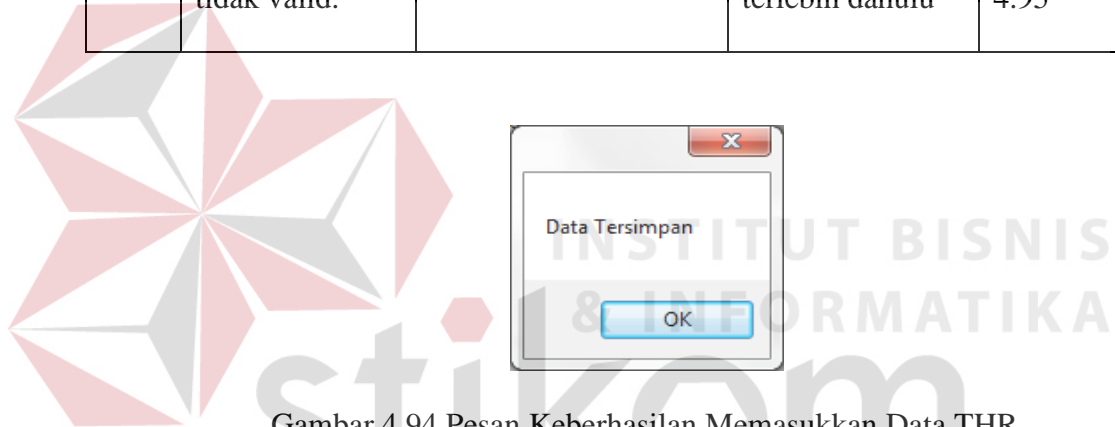 tidak valid. terlebih dahulu 4.95
Data Tersimpan
INSTITUT BISNIS
OK
& INFORMATIKA
stikom
Gambar 4.94 Pesan Keberhasilan Memasukkan Data THR